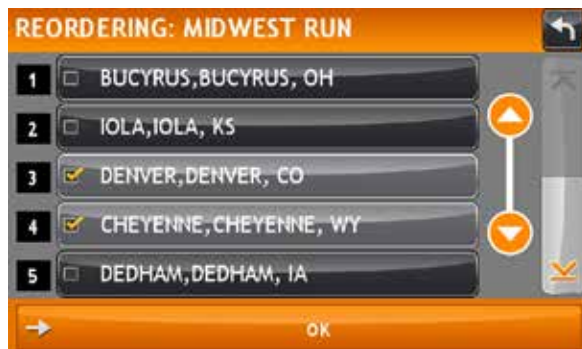 REORDERING: MIDWEST RUN
1 BUCYRUS,BUCYRUS, OH
2 IOLA,IOLA, KS
3 DENVER,DENVER, CO
4 CHEYENNE,CHEYENNE, WY
5 DEDHAM,DEDHAM, IA
OK